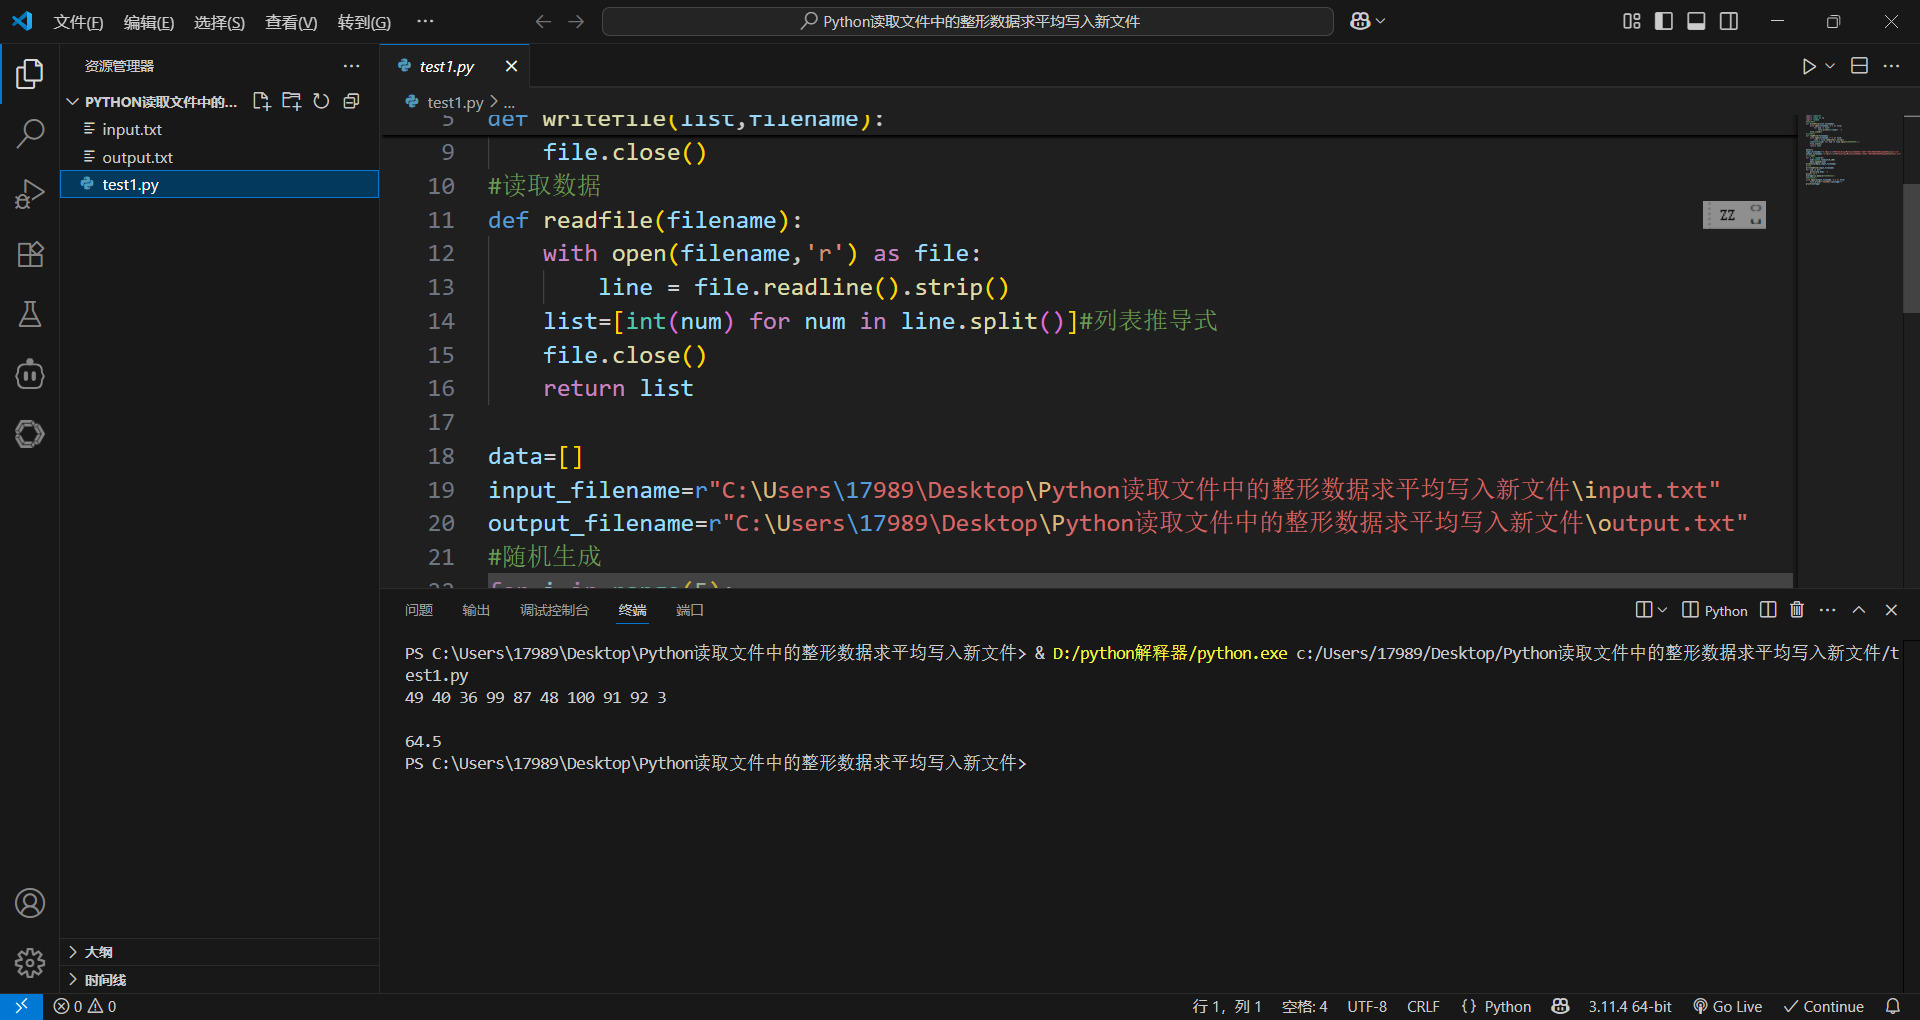 文件(F) 编辑(E) 选择(S) 查看(V) 转到(G) ··· Python读取文件中的整形数据求平均写入新文件
资源管理器 ···
test1.py
PYTHON读取文件中的...
test1.py > ...
input.txt
output.txt
test1.py
5 def writefile(list,filename):
9 file.close()
10 #读取数据
11 def readfile(filename):
12 with open(filename,'r') as file:
13 line = file.readline().strip()
14 list=[int(num) for num in line.split()]#列表推导式
15 file.close()
16 return list
17
18 data=[]
19 input_filename=r"C:\Users\17989\Desktop\Python读取文件中的整形数据求平均写入新文件\input.txt"
20 output_filename=r"C:\Users\17989\Desktop\Python读取文件中的整形数据求平均写入新文件\output.txt"
21 #随机生成
22 for i in range(5):
ZZ
问题 输出 调试控制台 终端 端口 Python
PS C:\Users\17989\Desktop\Python读取文件中的整形数据求平均写入新文件> & D:/python解释器/python.exe c:/Users/17989/Desktop/Python读取文件中的整形数据求平均写入新文件/t
est1.py
49 40 36 99 87 48 100 91 92 3
64.5
PS C:\Users\17989\Desktop\Python读取文件中的整形数据求平均写入新文件>
大纲
时间线
0 0 行 1, 列 1 空格: 4 UTF-8 CRLF {} Python 3.11.4 64-bit Go Live Continue